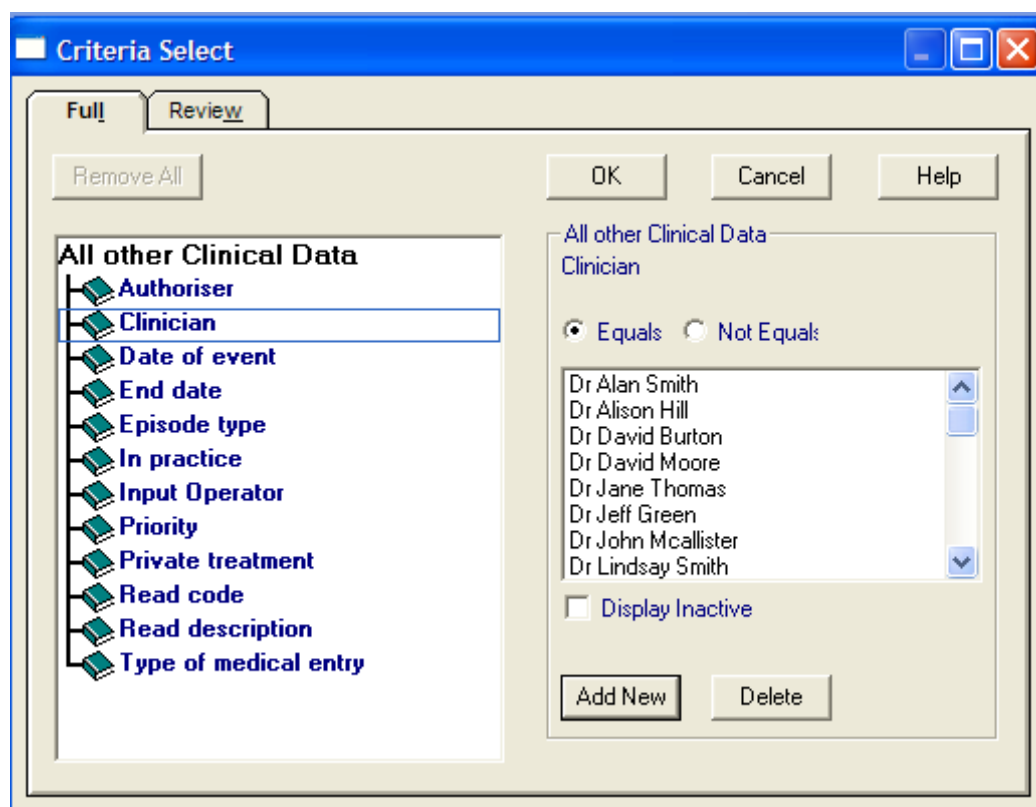 Criteria Select
Full Review
Remove All OK Cancel Help
All other Clinical Data
Authoriser
Clinician
Date of event
End date
Episode type
In practice
Input Operator
Priority
Private treatment
Read code
Read description
Type of medical entry
All other Clinical Data
Clinician
Equals Not Equals
Dr Alan Smith
Dr Alison Hill
Dr David Burton
Dr David Moore
Dr Jane Thomas
Dr Jeff Green
Dr John Mcallister
Dr Lindsay Smith
Display Inactive
Add New Delete